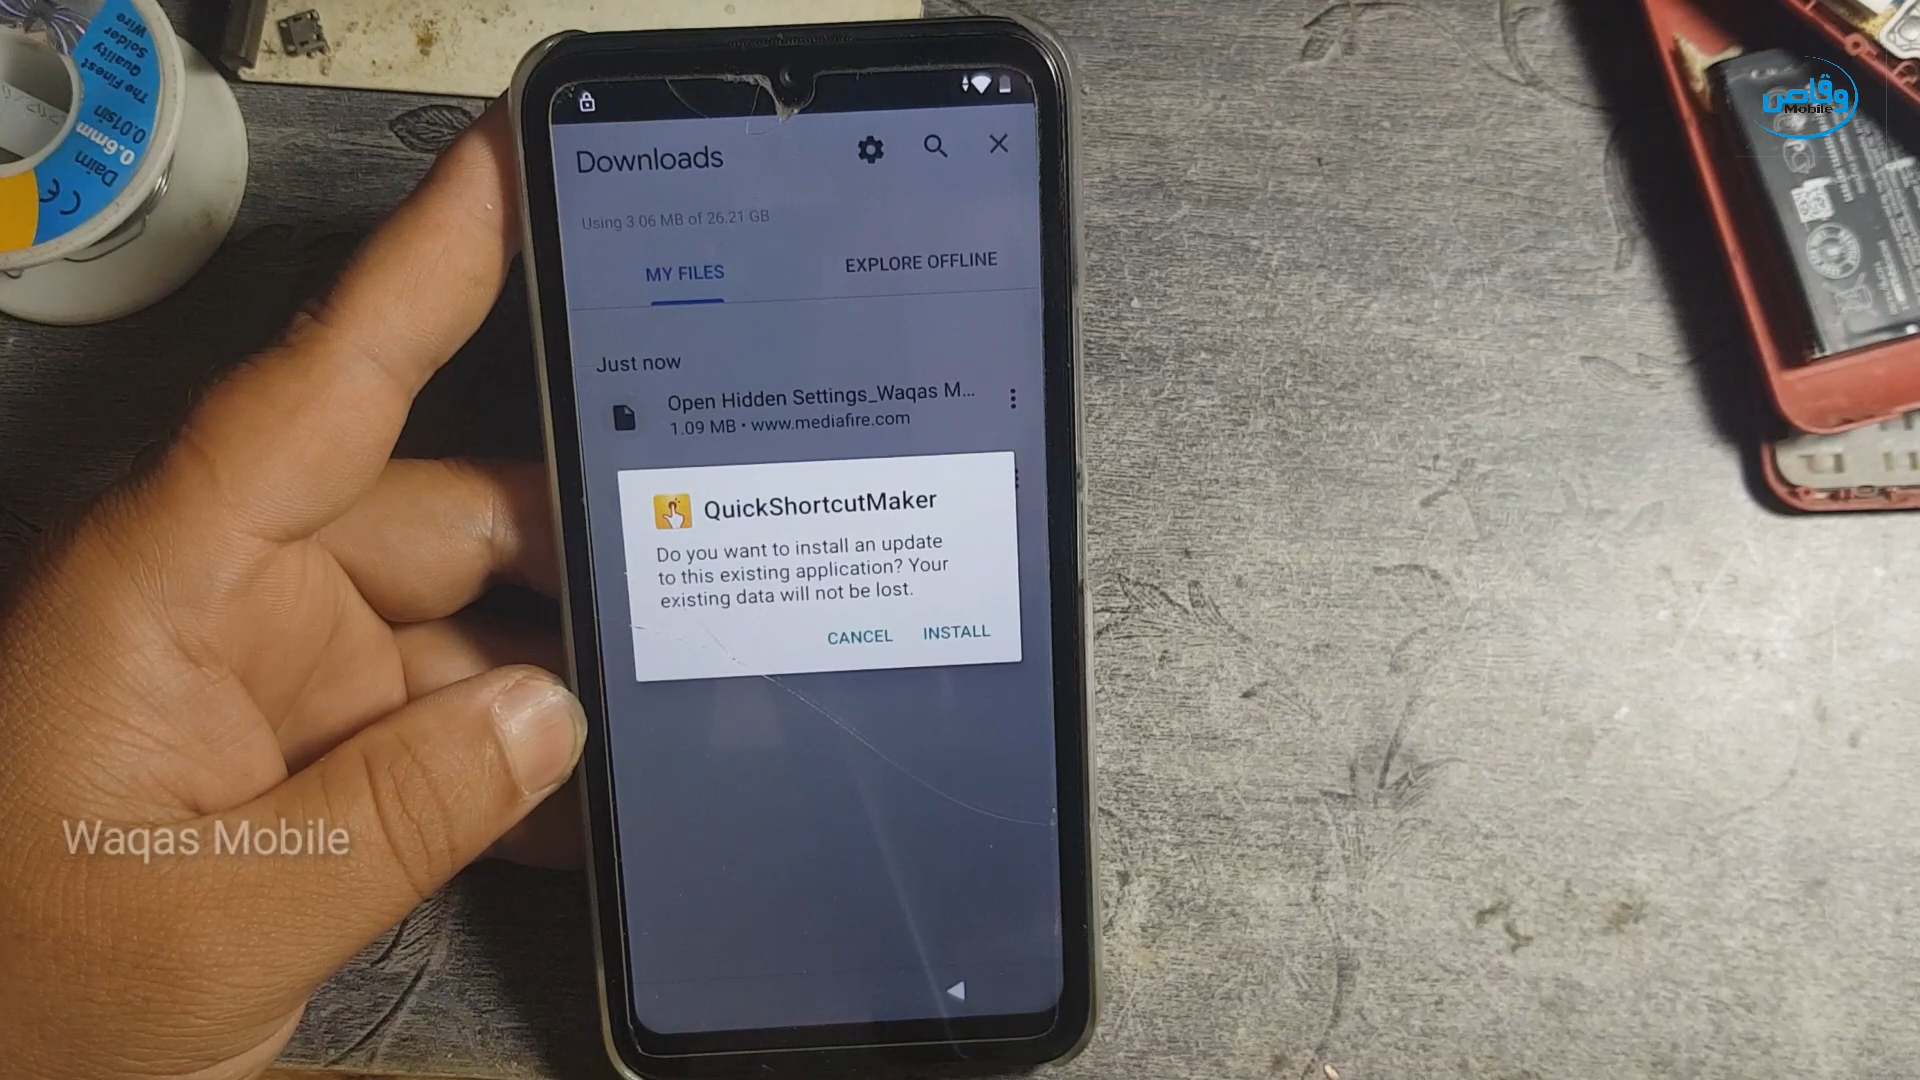 The Finest
Quality
Solder
Wire
0.01sin
0.6mm
Daim
CE
وقاص
Mobile
Downloads
Using 3.06 MB of 26.21 GB
MY FILES
EXPLORE OFFLINE
Just now
Open Hidden Settings_Waqas M...
1.09 MB • www.mediafire.com
QuickShortcutMaker
Do you want to install an update
to this existing application? Your
existing data will not be lost.
CANCEL INSTALL
Waqas Mobile